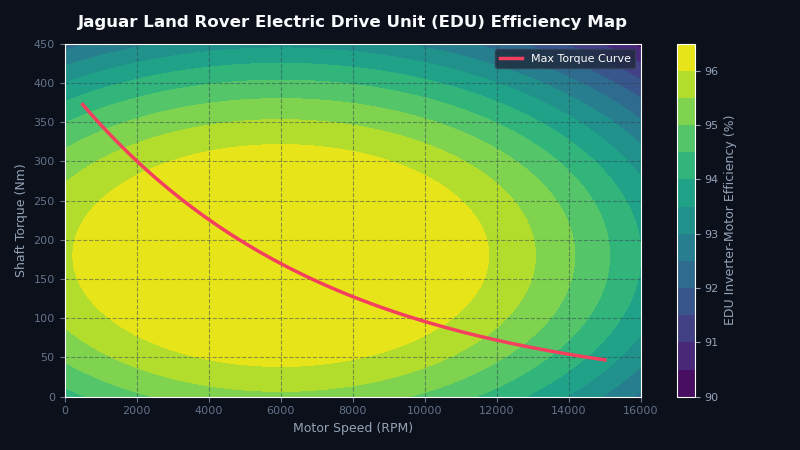 Jaguar Land Rover Electric Drive Unit (EDU) Efficiency Map
Max Torque Curve
Shaft Torque (Nm)
450
400
350
300
250
200
150
100
50
0
0 2000 4000 6000 8000 10000 12000 14000 16000
Motor Speed (RPM)
96
95
94
93
92
91
90
EDU Inverter-Motor Efficiency (%)